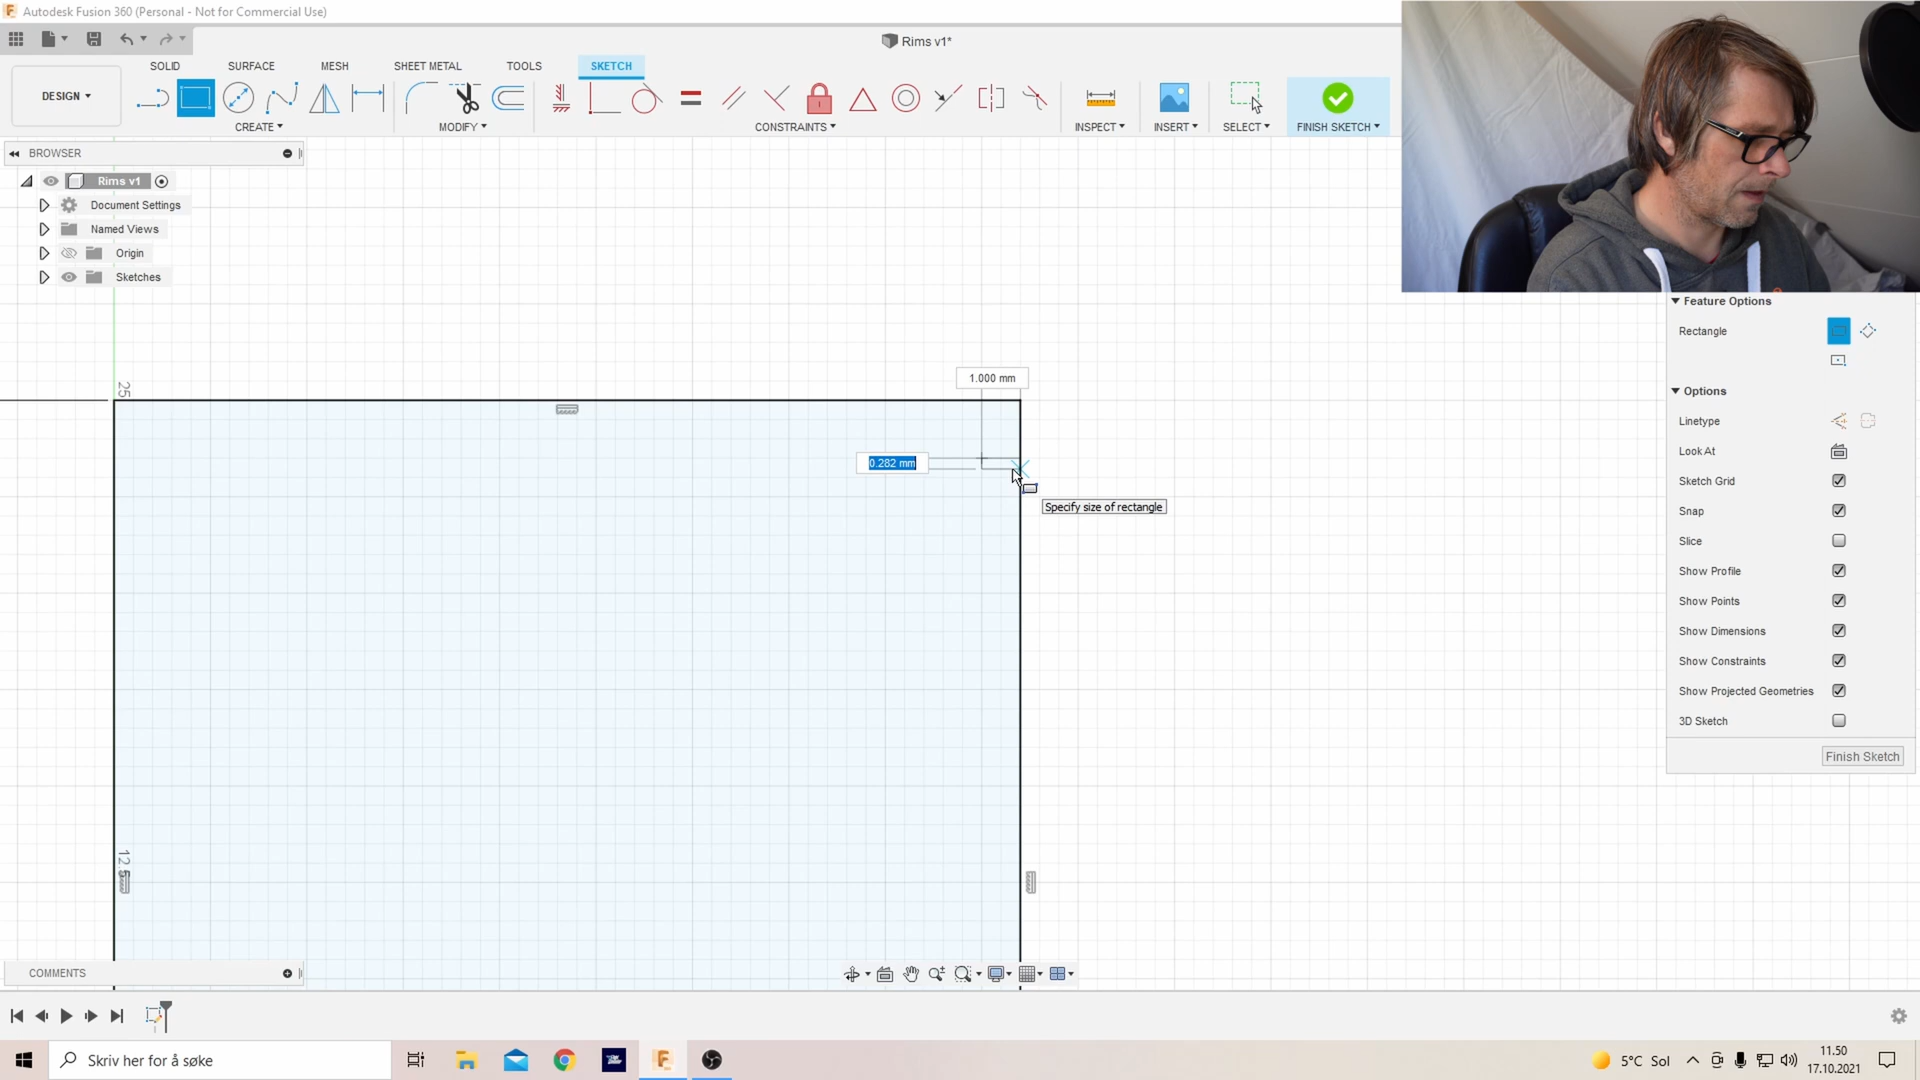 Autodesk Fusion 360 (Personal - Not for Commercial Use)
Rims v1*
SOLID
SURFACE
MESH
SHEET METAL
TOOLS
SKETCH
DESIGN
CREATE
MODIFY
CONSTRAINTS
INSPECT
INSERT
SELECT
FINISH SKETCH
BROWSER
Rims v1
Document Settings
Named Views
Origin
Sketches
25
12.5
1.000 mm
0.282 mm
Specify size of rectangle
Feature Options
Rectangle
Options
Linetype
Look At
Sketch Grid
Snap
Slice
Show Profile
Show Points
Show Dimensions
Show Constraints
Show Projected Geometries
3D Sketch
Finish Sketch
COMMENTS
Skriv her for å søke
5°C Sol
11.50
17.10.2021